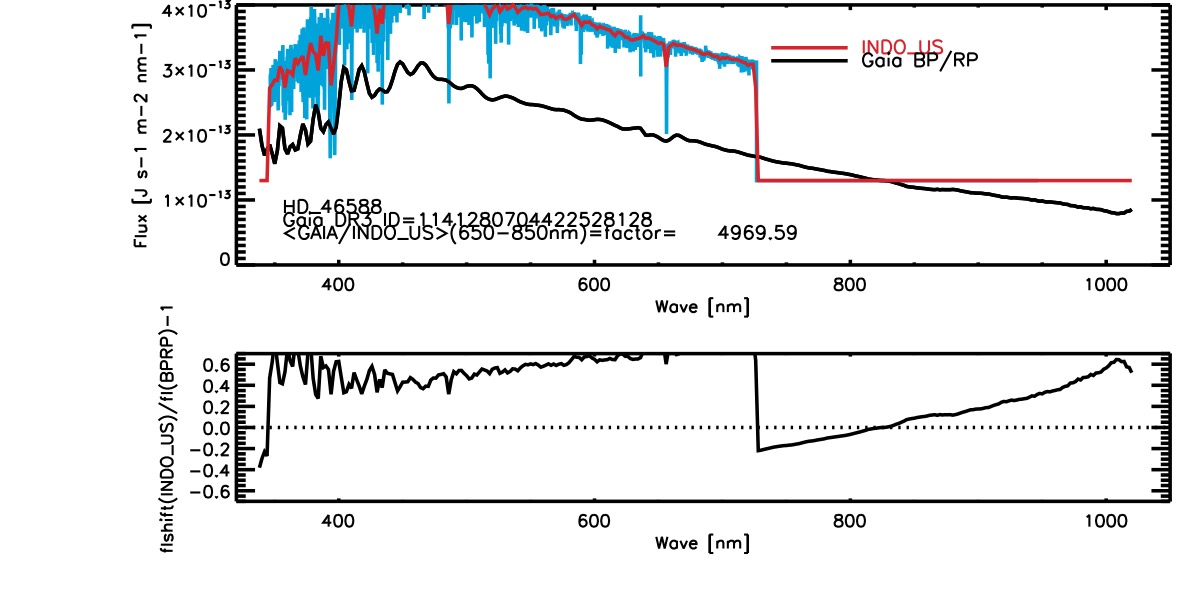 4×10−13
3×10−13
2×10−13
1×10−13
0
Flux [J s−1 m−2 nm−1]
INDO_US
Gaia BP/RP
HD_46588
Gaia DR3 ID=1141280704422528128
<GAIA/INDO_US>(650−850nm)=factor= 4969.59
400 600 800 1000
Wave [nm]
0.6
0.4
0.2
0.0
−0.2
−0.4
−0.6
flshift(INDO_US)/fl(BPRP)−1
400 600 800 1000
Wave [nm]